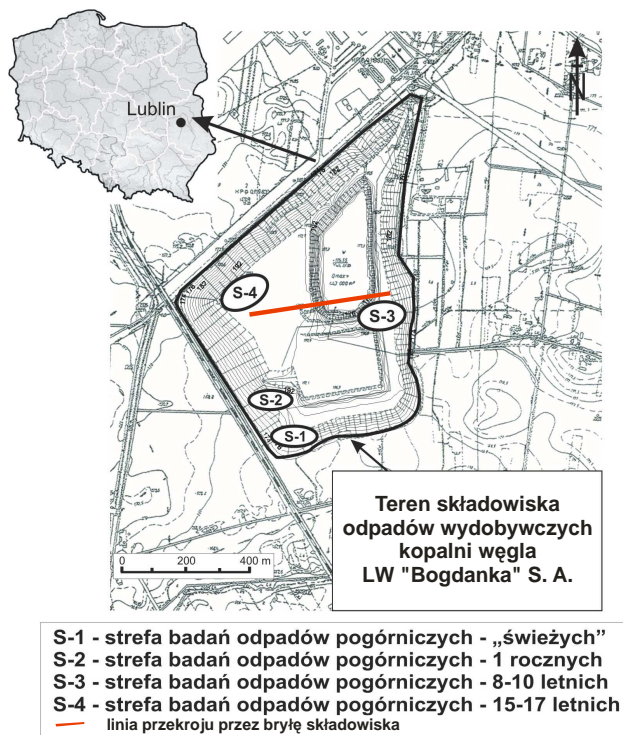 Lublin
N
S-4
S-3
S-2
S-1
0 200 400 m
Teren składowiska
odpadów wydobywczych
kopalni węgla
LW "Bogdanka" S. A.
S-1 - strefa badań odpadów pogórniczych - „świeżych”
S-2 - strefa badań odpadów pogórniczych - 1 rocznych
S-3 - strefa badań odpadów pogórniczych - 8-10 letnich
S-4 - strefa badań odpadów pogórniczych - 15-17 letnich
linia przekroju przez bryłę składowiska